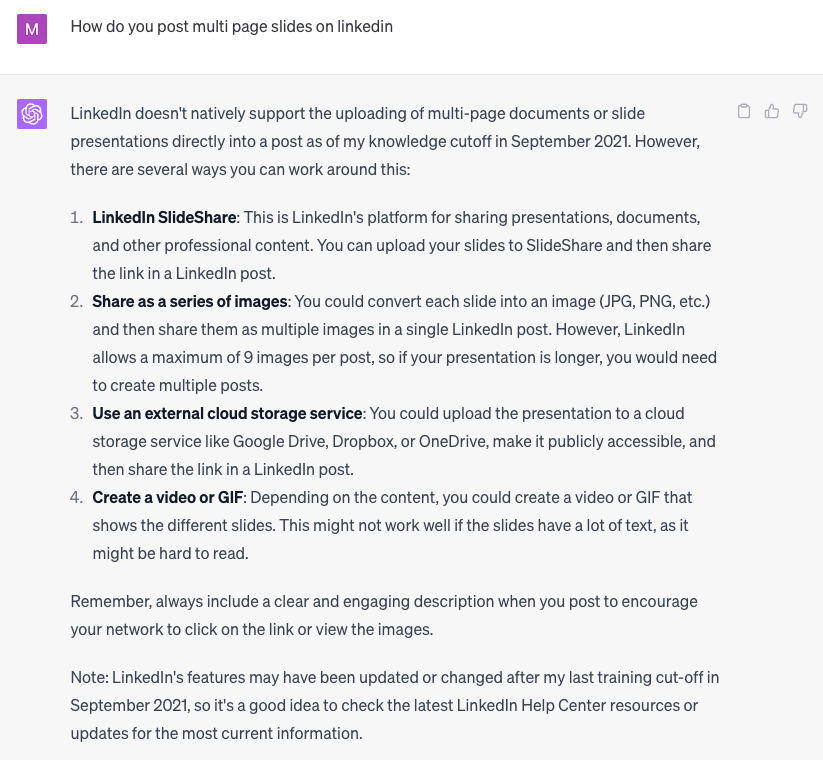 M
How do you post multi page slides on linkedin
LinkedIn doesn't natively support the uploading of multi-page documents or slide
presentations directly into a post as of my knowledge cutoff in September 2021. However,
there are several ways you can work around this:
1. LinkedIn SlideShare: This is LinkedIn's platform for sharing presentations, documents,
and other professional content. You can upload your slides to SlideShare and then share
the link in a LinkedIn post.
2. Share as a series of images: You could convert each slide into an image (JPG, PNG, etc.)
and then share them as multiple images in a single LinkedIn post. However, LinkedIn
allows a maximum of 9 images per post, so if your presentation is longer, you would need
to create multiple posts.
3. Use an external cloud storage service: You could upload the presentation to a cloud
storage service like Google Drive, Dropbox, or OneDrive, make it publicly accessible, and
then share the link in a LinkedIn post.
4. Create a video or GIF: Depending on the content, you could create a video or GIF that
shows the different slides. This might not work well if the slides have a lot of text, as it
might be hard to read.
Remember, always include a clear and engaging description when you post to encourage
your network to click on the link or view the images.
Note: LinkedIn's features may have been updated or changed after my last training cut-off in
September 2021, so it's a good idea to check the latest LinkedIn Help Center resources or
updates for the most current information.